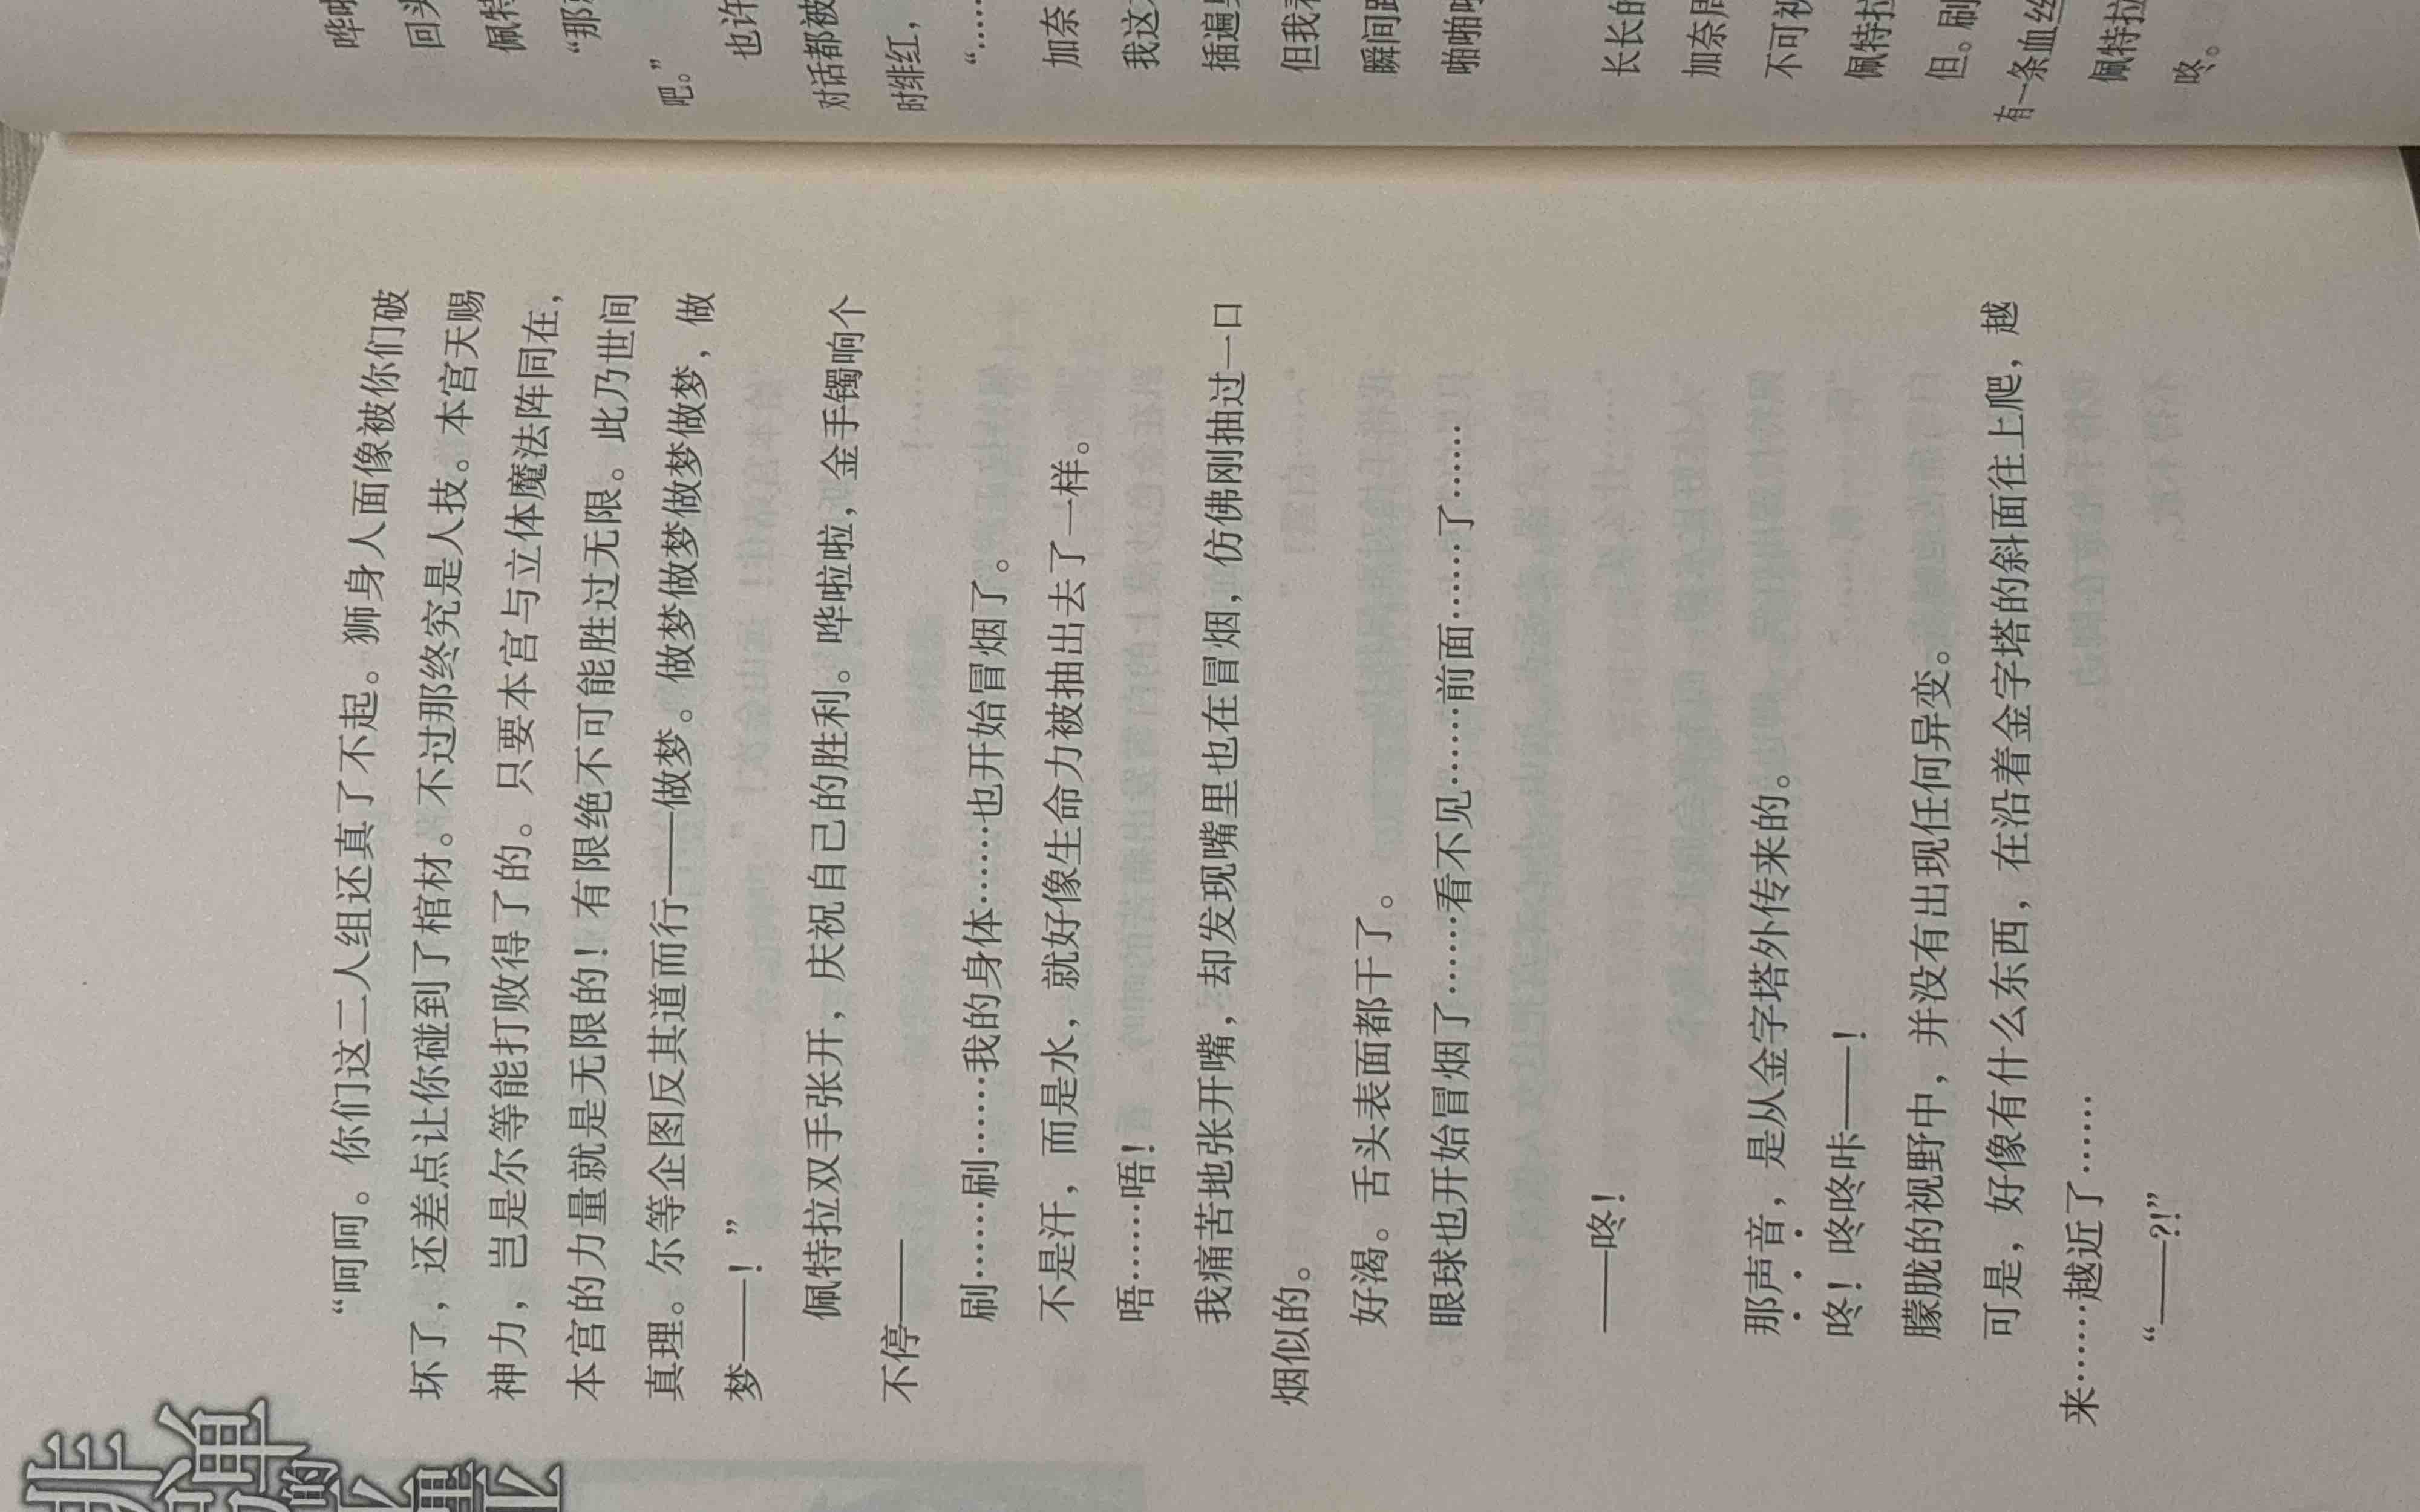 绯弹的亚理亚
“呵呵。你们这二人组还真了不起。狮身人面像被你们破
坏了，还差点让你碰到了棺材。不过那终究是人技。本宫天赐
神力，岂是尔等能打败得了的。只要本宫与立体魔法阵同在，
本宫的力量就是无限的！有限绝不可能胜过无限。此乃世间
真理。尔等企图反其道而行——做梦。做梦做梦做梦做梦，做
梦——！”
佩特拉双手张开，庆祝自己的胜利。哗啦啦，金手镯响个
不停——
刷……刷……我的身体……也开始冒烟了。
不是汗，而是水，就好像生命力被抽出去了一样。
唔……唔！
我痛苦地张开嘴，却发现嘴里也在冒烟，仿佛刚抽过一口
烟似的。
好渴。舌头表面都干了。
眼球也开始冒烟了……看不见……前面……了……
——咚！
那声音，是从金字塔外传来的。
咚！咚咚咔——！
朦胧的视野中，并没有出现任何异变。
可是，好像有什么东西，在沿着金字塔的斜面往上爬，越
来……越近了……
“——?!”
哗
回头
佩特
“那
吧。”
也许
对话都被
时绯红，
“……
加奈
我这
插遍
但我
瞬间
啪啪
长长的
加奈
不可视
佩特拉
但。刷
有一条血丝
佩特拉
咚。